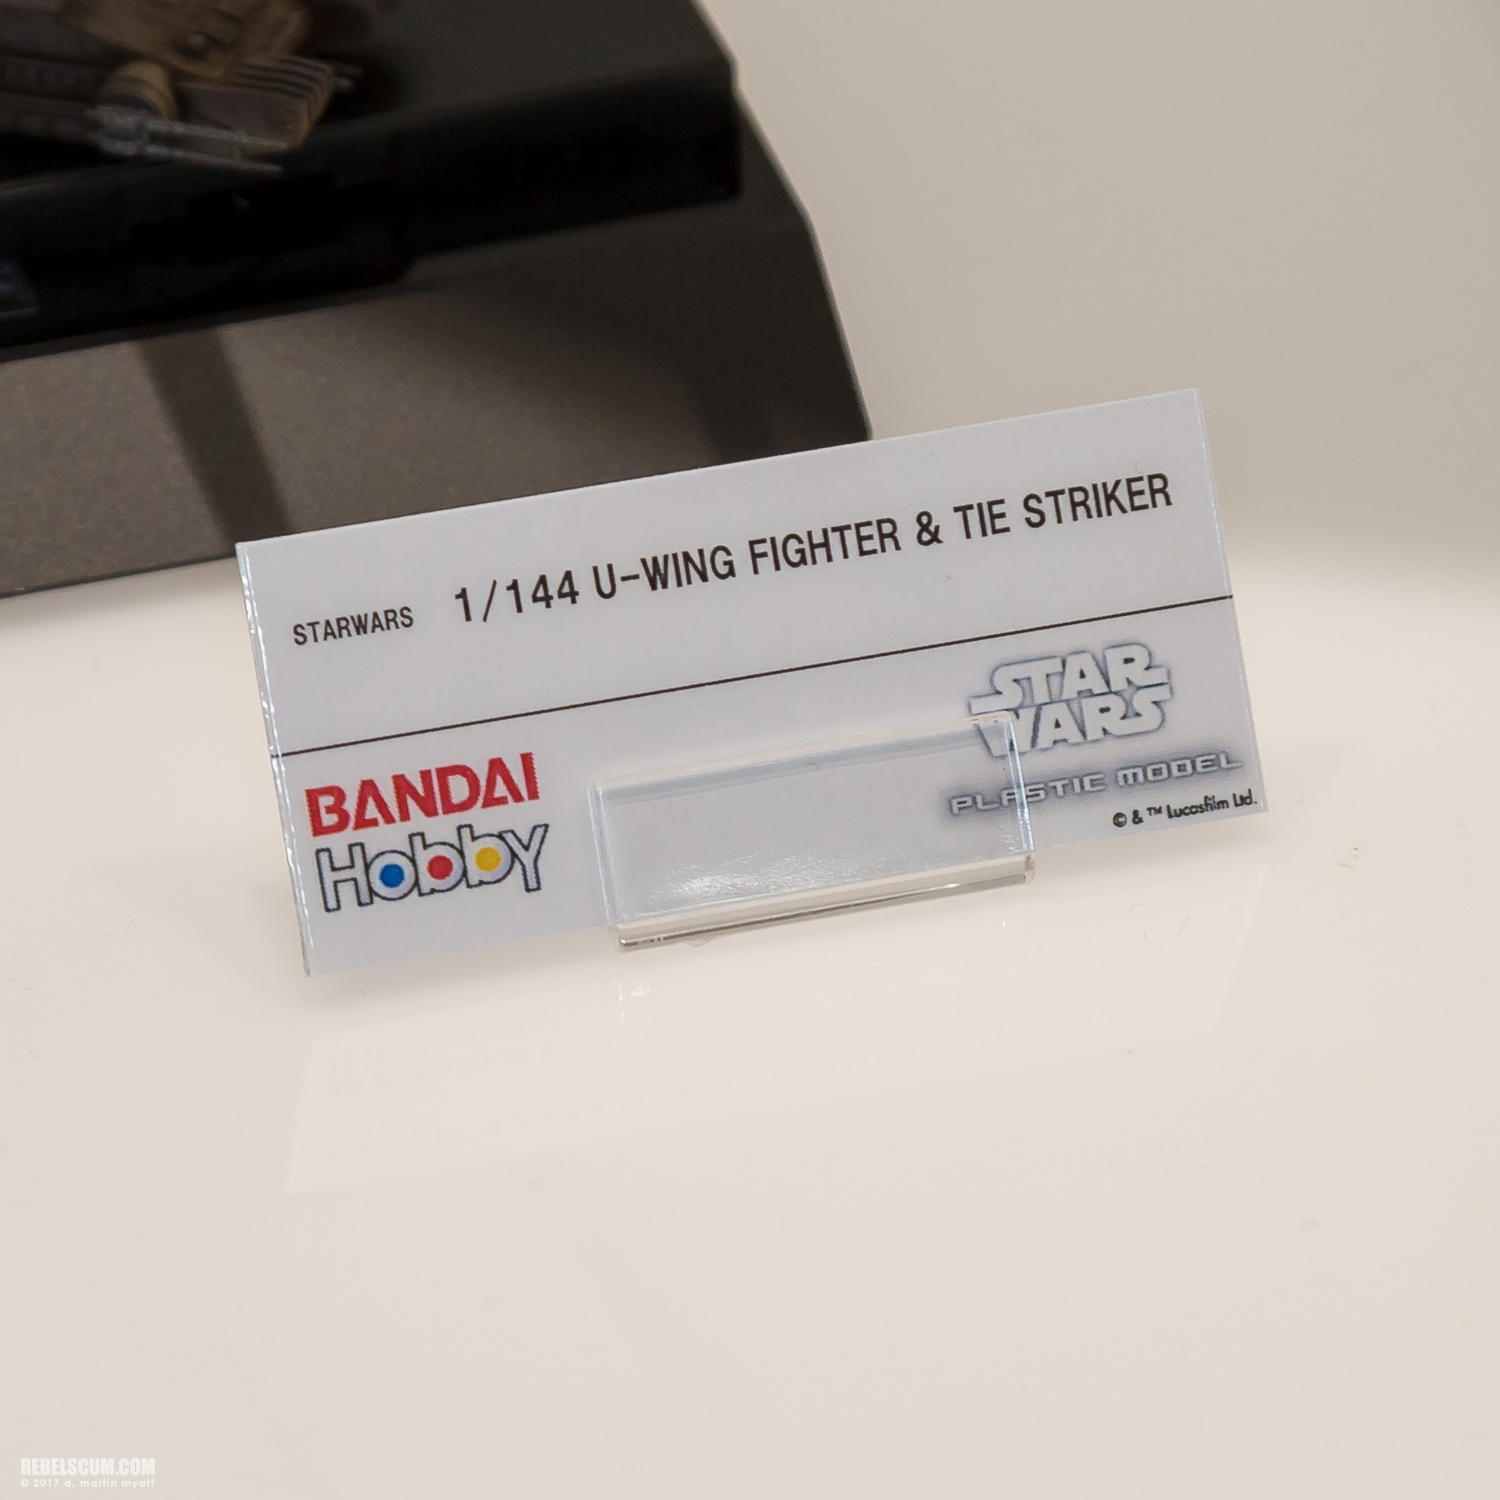 STARWARS 1/144 U-WING FIGHTER & TIE STRIKER
BANDAI
Hobby
STAR
WARS
PLASTIC MODEL
© & ™ Lucasfilm Ltd.
REBELSCUM.COM
© 2017 d. martin myatt